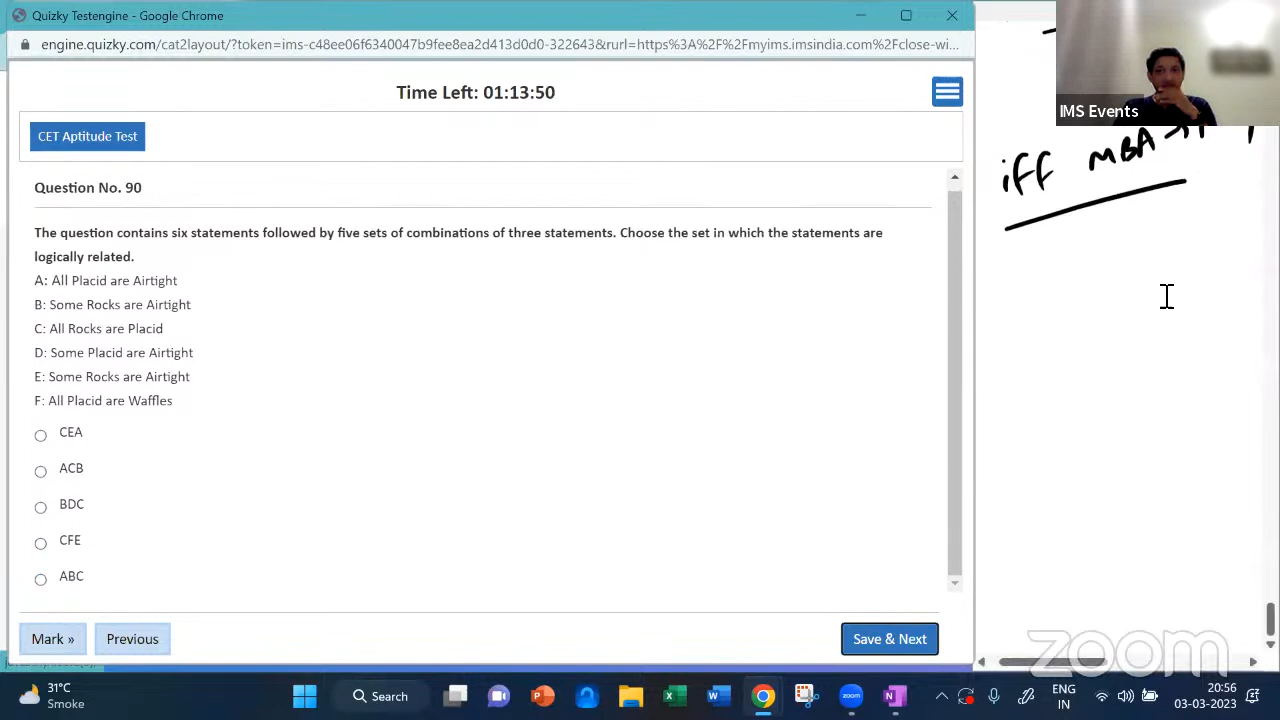 Quizky Testengine - Google Chrome
engine.quizky.com/cat2layout/?token=ims-c48ee06f6340047b9fee8ea2d413d0d0-322643&rurl=https%3A%2F%2Fmyims.imsindia.com%2Fclose-wi...
IMS Events
Time Left: 01:13:50
CET Aptitude Test
iff MBA
Question No. 90
The question contains six statements followed by five sets of combinations of three statements. Choose the set in which the statements are
logically related.
A: All Placid are Airtight
B: Some Rocks are Airtight
C: All Rocks are Placid
D: Some Placid are Airtight
E: Some Rocks are Airtight
F: All Placid are Waffles
CEA
ACB
BDC
CFE
ABC
Mark »
Previous
Save & Next
zoom
31°C
Smoke
Search
zoom
ENG
IN
20:56
03-03-2023